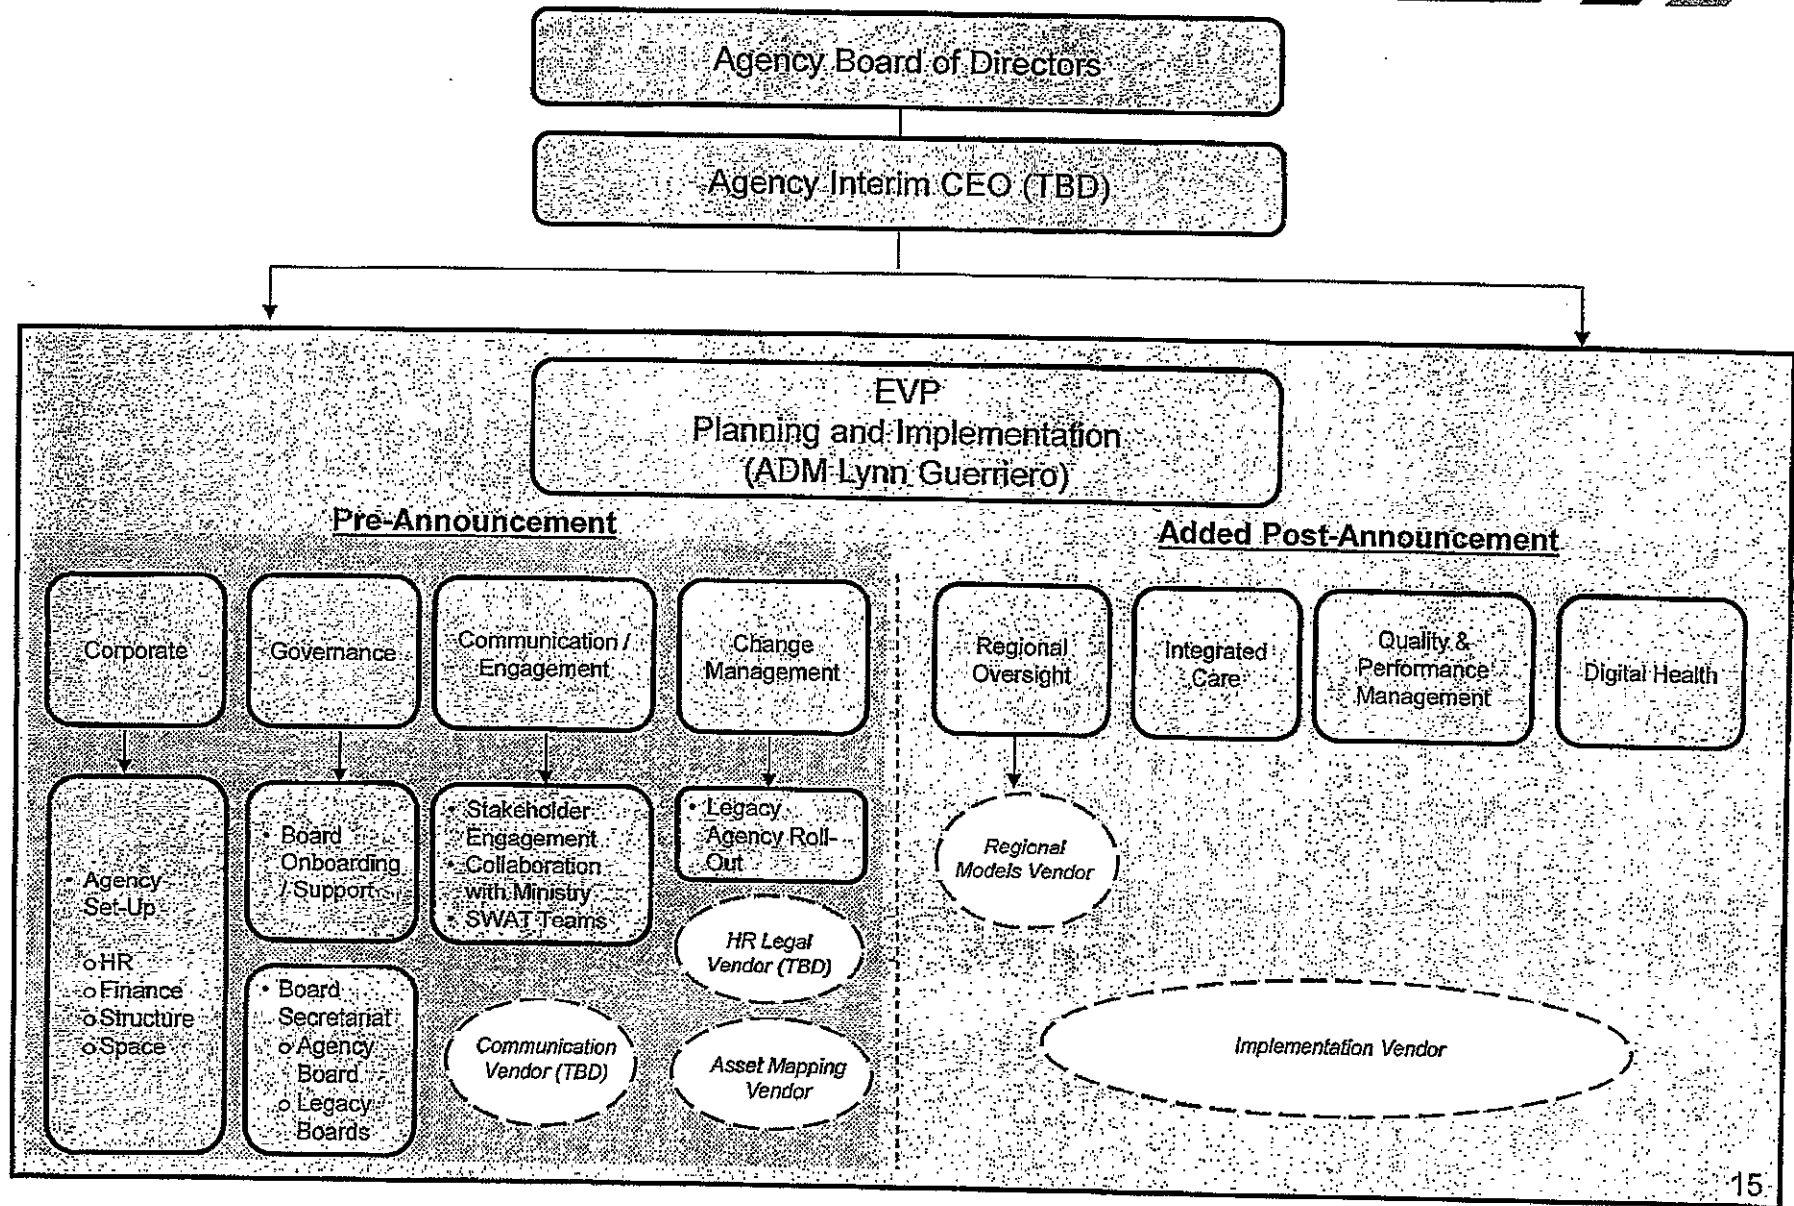 Agency Board of Directors
Agency Interim CEO (TBD)
EVP
Planning and Implementation
(ADM Lynn Guerriero)
Pre-Announcement
Added Post-Announcement
Corporate
Governance
Communication /
Engagement
Change
Management
Regional
Oversight
Integrated
Care
Quality &
Performance
Management
Digital Health
• Agency
Set-Up
o HR
o Finance
o Structure
o Space
• Board
Onboarding
/ Support
• Board
Secretariat
o Agency
Board
o Legacy
Boards
• Stakeholder
Engagement
• Collaboration
with Ministry
• SWAT Teams
Communication
Vendor (TBD)
• Legacy
Agency Roll-
Out
HR Legal
Vendor (TBD)
Asset Mapping
Vendor
Regional
Models Vendor
Implementation Vendor
15